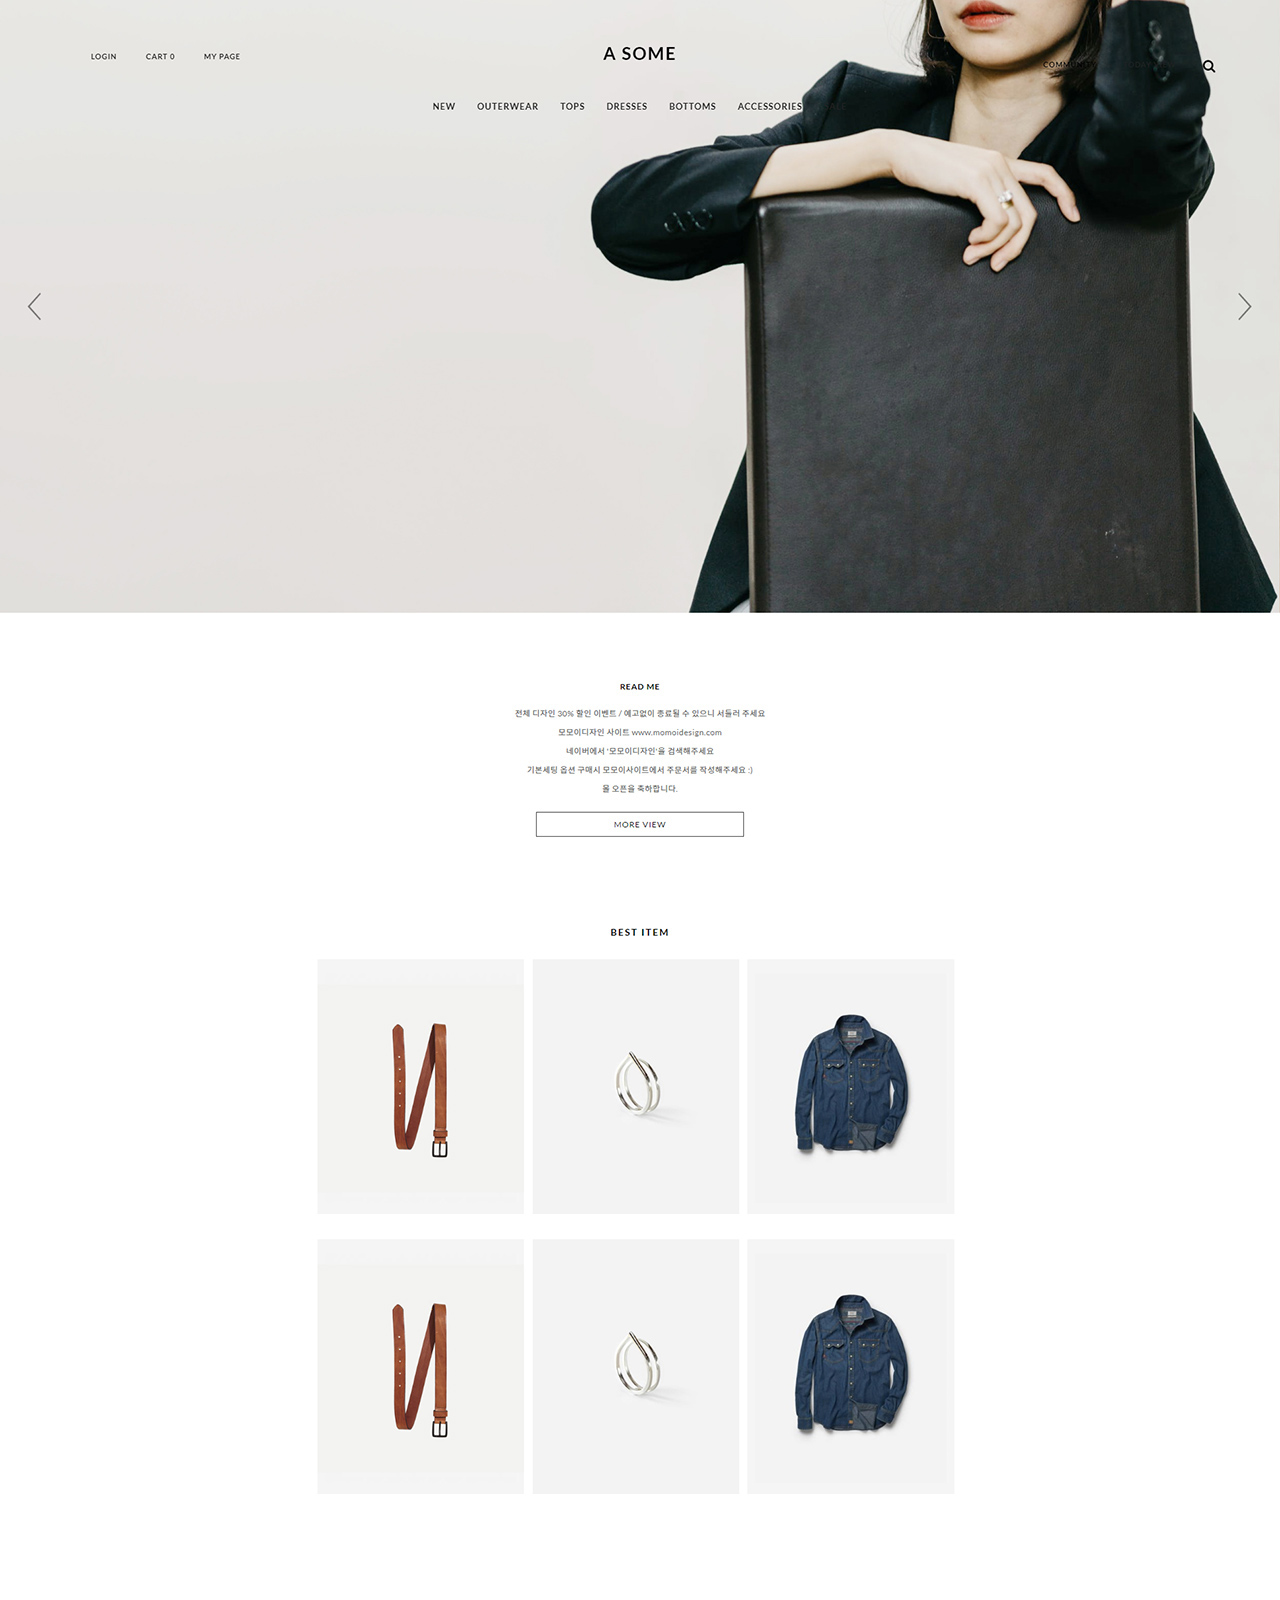 LOGIN CART 0 MY PAGE
A SOME
NEW OUTERWEAR TOPS DRESSES BOTTOMS ACCESSORIES
READ ME
전체 디자인 30% 할인 이벤트 / 예고없이 종료될 수 있으니 서둘러 주세요
모모이디자인 사이트 www.momoidesign.com
네이버에서 '모모이디자인'을 검색해주세요
기본세팅 옵션 구매시 모모이사이트에서 주문서를 작성해주세요 :)
몰 오픈을 축하합니다.
MORE VIEW
BEST ITEM